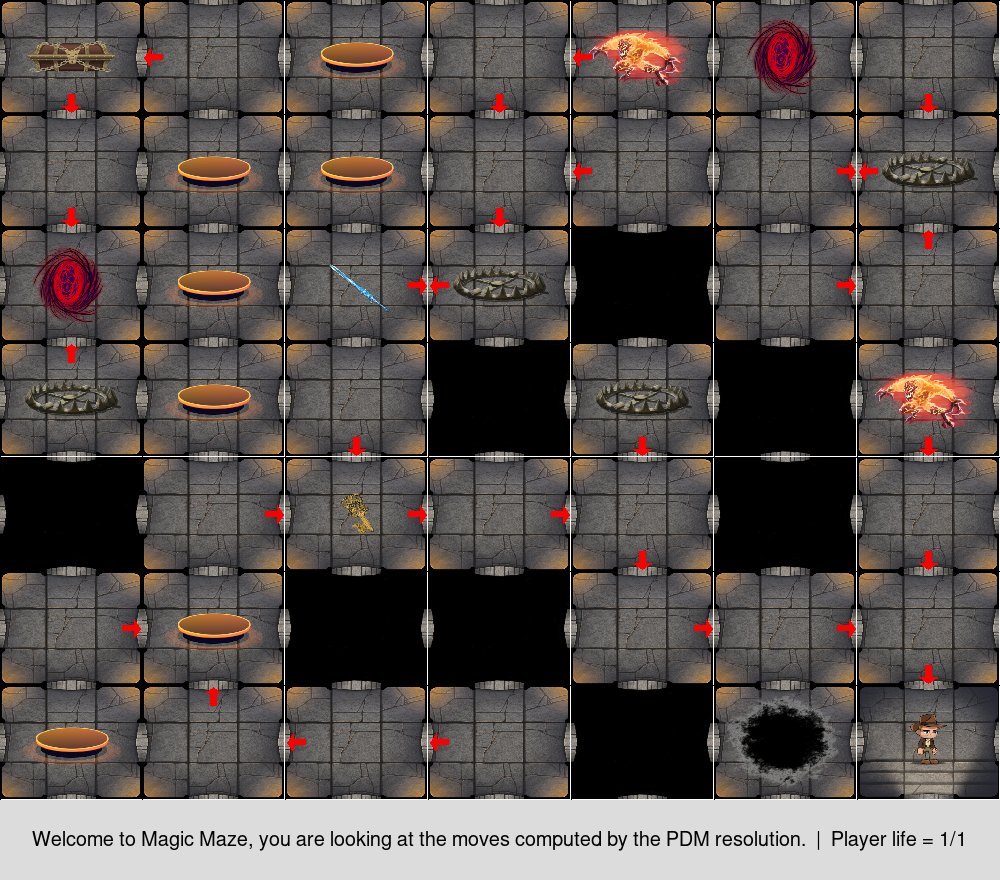 Welcome to Magic Maze, you are looking at the moves computed by the PDM resolution.  |  Player life = 1/1